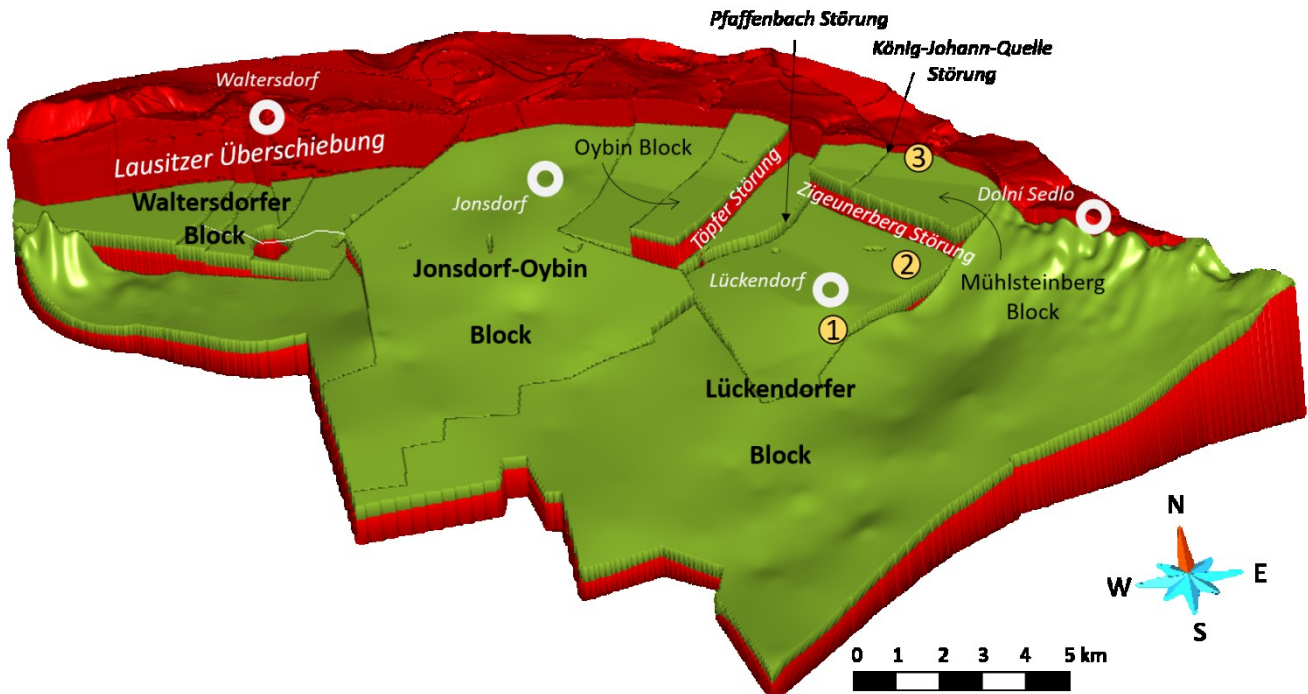 Pfaffenbach Störung
König-Johann-Quelle
Störung
Waltersdorf
Lausitzer Überschiebung
Oybin Block
3
Waltersdorfer
Block
Jonsdorf
Töpfer Störung
Zigeunerberg Störung
Dolní Sedlo
Jonsdorf-Oybin
Block
Lückendorf
2
Mühlsteinberg
Block
1
Lückendorfer
Block
N
W
E
S
0 1 2 3 4 5 km